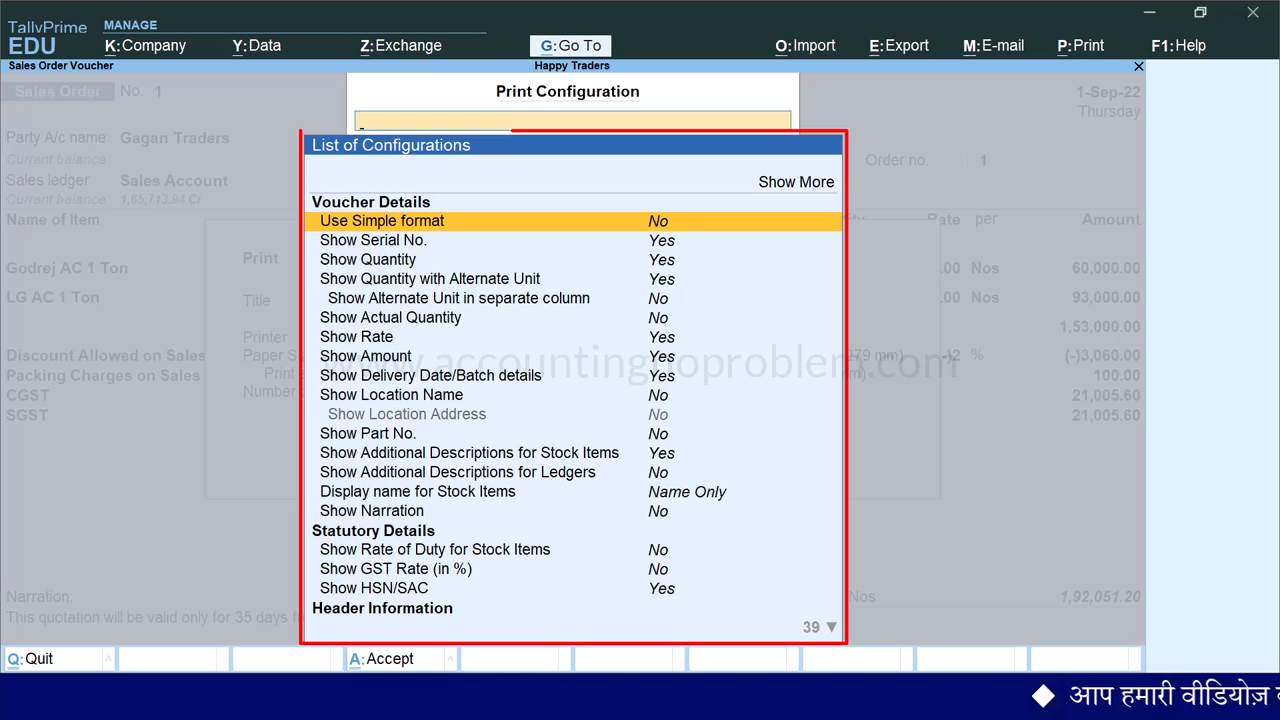 TallyPrime MANAGE
EDU K:Company Y:Data Z:Exchange G:Go To O:Import E:Export M:E-mail P:Print F1:Help
Sales Order Voucher Happy Traders
Sales Order No. 1 Print Configuration 1-Sep-22
Thursday
Party A/c name Gagan Traders
List of Configurations
Current balance Order no. : 1
Sales ledger Sales Account Show More
Current balance 1,65,713.94 Cr
Voucher Details
Name of Item Use Simple format No Rate per Amount
Show Serial No. Yes
Print Show Quantity Yes
Godrej AC 1 Ton .00 Nos 60,000.00
Show Quantity with Alternate Unit Yes
LG AC 1 Ton Title Show Alternate Unit in separate column No .00 Nos 93,000.00
Show Actual Quantity No
1,53,000.00
Printer Show Rate Yes
Discount Allowed on Sales Show Amount Yes 279 mm) % (-)3,060.00
Packing Charges on Sales Show Delivery Date/Batch details Yes 100.00
CGST Show Location Name No 21,005.60
SGST Show Location Address No 21,005.60
www.accountingnoproblem.com
Show Part No. No
Show Additional Descriptions for Stock Items Yes
Show Additional Descriptions for Ledgers No
Display name for Stock Items Name Only
Show Narration No
Statutory Details
Show Rate of Duty for Stock Items No
Show GST Rate (in %) No
Show HSN/SAC Yes
Narration: Nos 1,92,051.20
Header Information
This quotation will be valid only for 35 days
39 ▼
Q:Quit A:Accept
◆ आप हमारी वीडियोज़